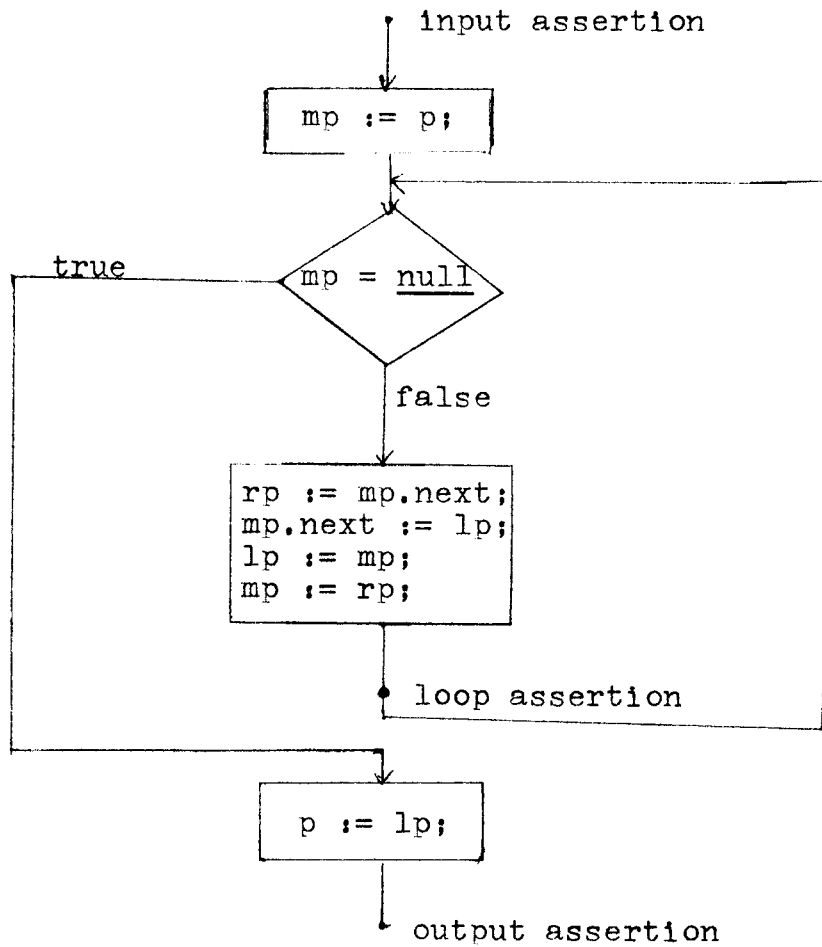 input assertion
mp := p;
true
mp = null
false
rp := mp.next;
mp.next := lp;
lp := mp;
mp := rp;
loop assertion
p := lp;
output assertion